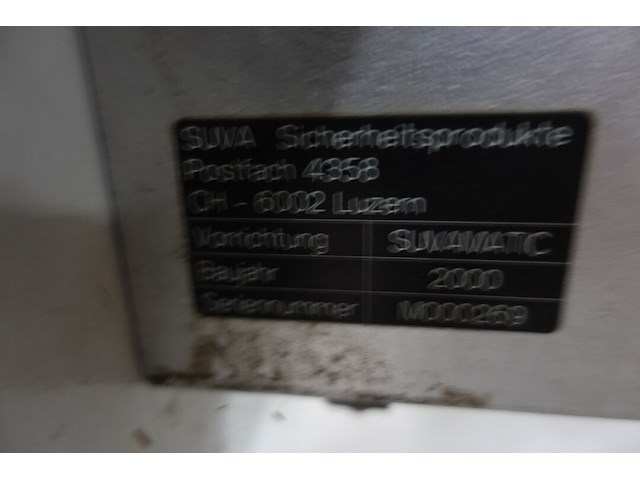 SUVA Sicherheitsprodukte
Postfach 4358
CH - 6002 Luzern
Vorrichtung SUVAMATIC
Baujahr 2000
Seriennummer M000269